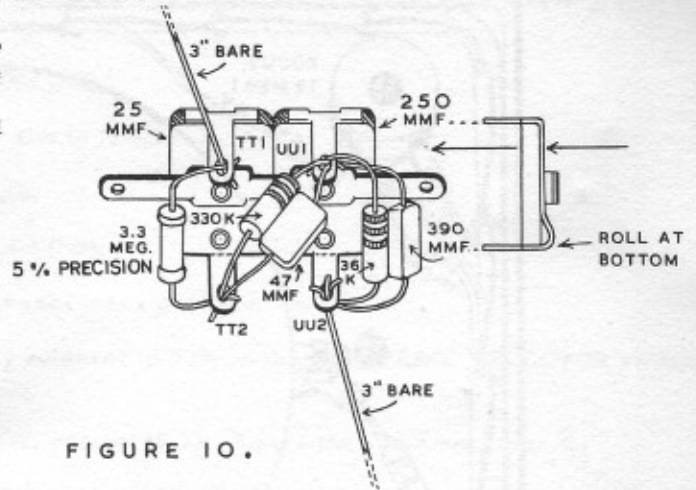 3" BARE
25
MMF
TT1
UU1
250
MMF
330K
3.3
MEG.
5% PRECISION
47
MMF
36
K
390
MMF
ROLL AT
BOTTOM
TT2
UU2
3" BARE
FIGURE 10.